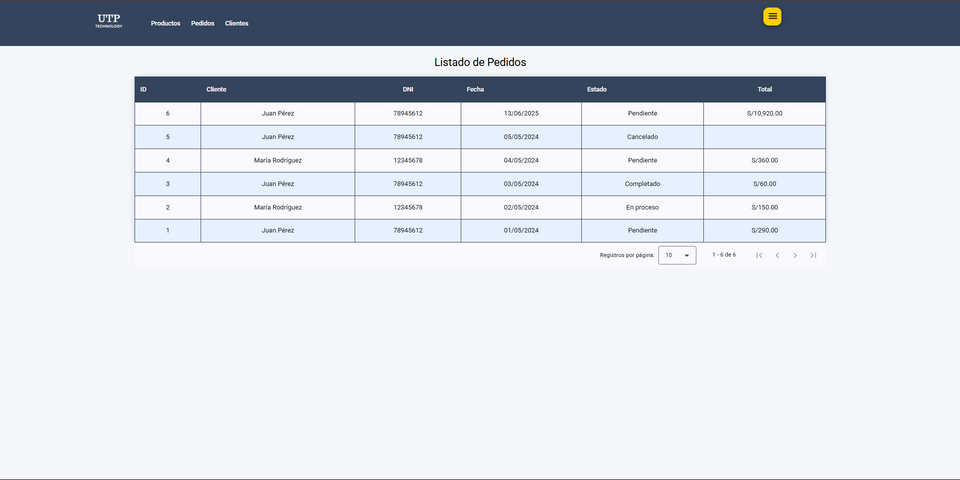 UTP
TECHNOLOGY
Productos Pedidos Clientes
Listado de Pedidos
ID Cliente DNI Fecha Estado Total
6 Juan Pérez 78945612 13/06/2025 Pendiente S/10,920.00
5 Juan Pérez 78945612 05/05/2024 Cancelado
4 María Rodríguez 12345678 04/05/2024 Pendiente S/360.00
3 Juan Pérez 78945612 03/05/2024 Completado S/60.00
2 María Rodríguez 12345678 02/05/2024 En proceso S/150.00
1 Juan Pérez 78945612 01/05/2024 Pendiente S/290.00
Registros por página: 10 1 - 6 de 6